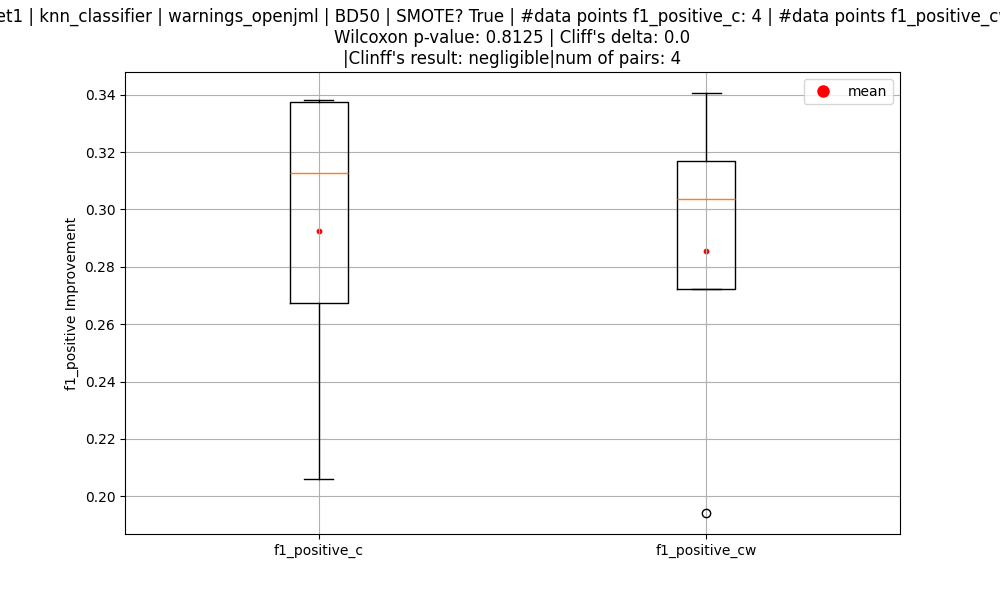 | knn_classifier | warnings_openjml | BD50 | SMOTE? True | #data points f1_positive_c: 4 | #data points
Wilcoxon p-value: 0.8125 | Cliff's delta: 0.0
|Clinff's result: negligible|num of pairs: 4
mean
f1_positive Improvement
0.34
0.32
0.30
0.28
0.26
0.24
0.22
0.20
f1_positive_c
f1_positive_cw